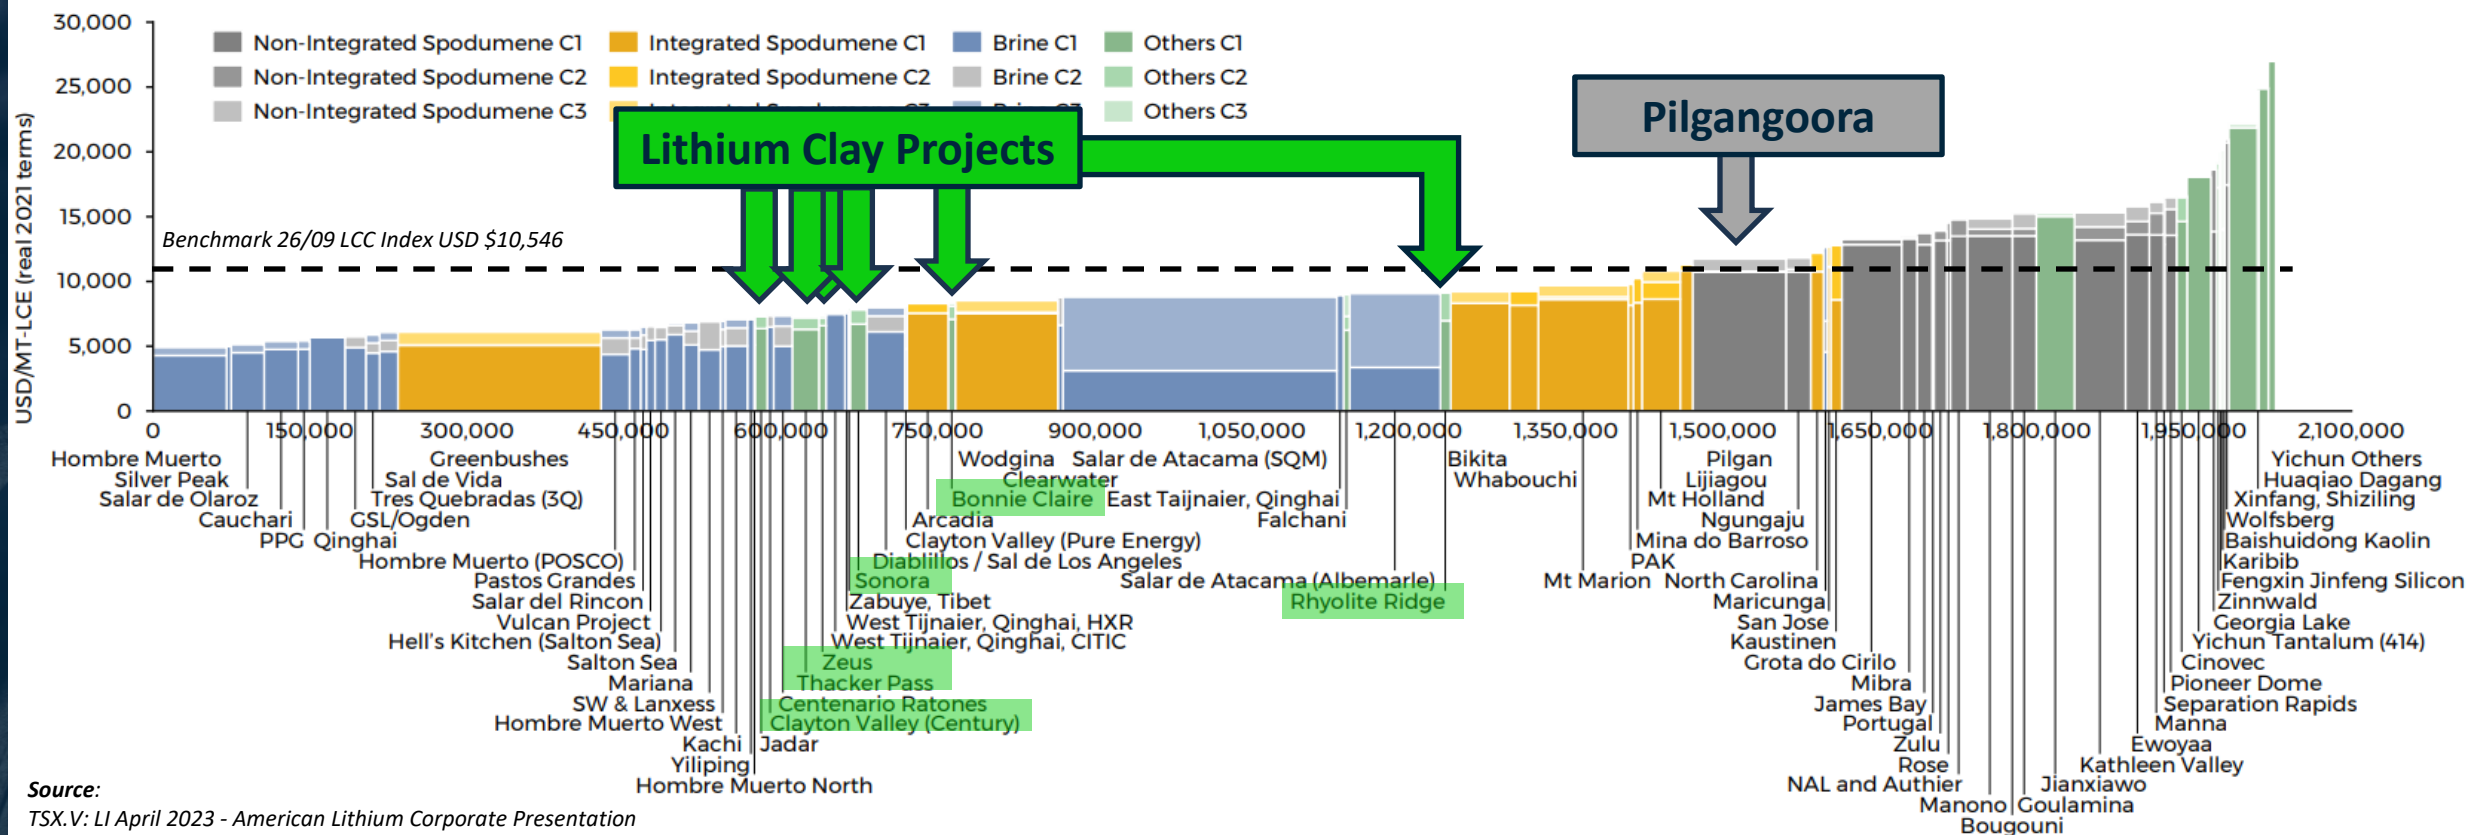 30,000
25,000
20,000
15,000
10,000
5,000
0
USD/MT-LCE (real 2021 terms)
Non-Integrated Spodumene C1
Integrated Spodumene C1
Brine C1
Others C1
Non-Integrated Spodumene C2
Integrated Spodumene C2
Brine C2
Others C2
Non-Integrated Spodumene C3
Others C3
Lithium Clay Projects
Pilgangoora
Benchmark 26/09 LCC Index USD $10,546
0 150,000 300,000 450,000 600,000 750,000 900,000 1,050,000 1,200,000 1,350,000 1,500,000 1,650,000 1,800,000 1,950,000 2,100,000
Hombre Muerto
Silver Peak
Salar de Olaroz
Cauchari
PPG
Qinghai
Greenbushes
Sal de Vida
Tres Quebradas (3Q)
GSL/Ogden
Hombre Muerto (POSCO)
Pastos Grandes
Salar del Rincon
Vulcan Project
Hell's Kitchen (Salton Sea)
Salton Sea
Mariana
SW & Lanxess
Hombre Muerto West
Kachi
Yiliping
Hombre Muerto North
Jadar
Clayton Valley (Century)
Centenario Ratones
Thacker Pass
Zeus
West Tijnaier, Qinghai, CITIC
West Tijnaier, Qinghai, HXR
Zabuye, Tibet
Sonora
Diablillos / Sal de Los Angeles
Clayton Valley (Pure Energy)
Arcadia
Bonnie Claire
Clearwater
Wodgina
Salar de Atacama (SQM)
East Taijnaier, Qinghai
Falchani
Salar de Atacama (Albemarle)
Rhyolite Ridge
Bikita
Whabouchi
Mt Marion
PAK
Mina do Barroso
Mt Holland
Pilgan
Lijiagou
Ngungaju
North Carolina
Maricunga
San Jose
Kaustinen
Grota do Cirilo
Mibra
James Bay
Portugal
Zulu
Rose
NAL and Authier
Manono
Bougouni
Goulamina
Jianxiawo
Kathleen Valley
Ewoyaa
Manna
Separation Rapids
Pioneer Dome
Cinovec
Yichun Tantalum (414)
Georgia Lake
Zinnwald
Fengxin Jinfeng Silicon
Karibib
Baishuidong Kaolin
Wolfsberg
Xinfang, Shiziling
Huaqiao Dagang
Yichun Others
Source:
TSX.V: LI April 2023 - American Lithium Corporate Presentation